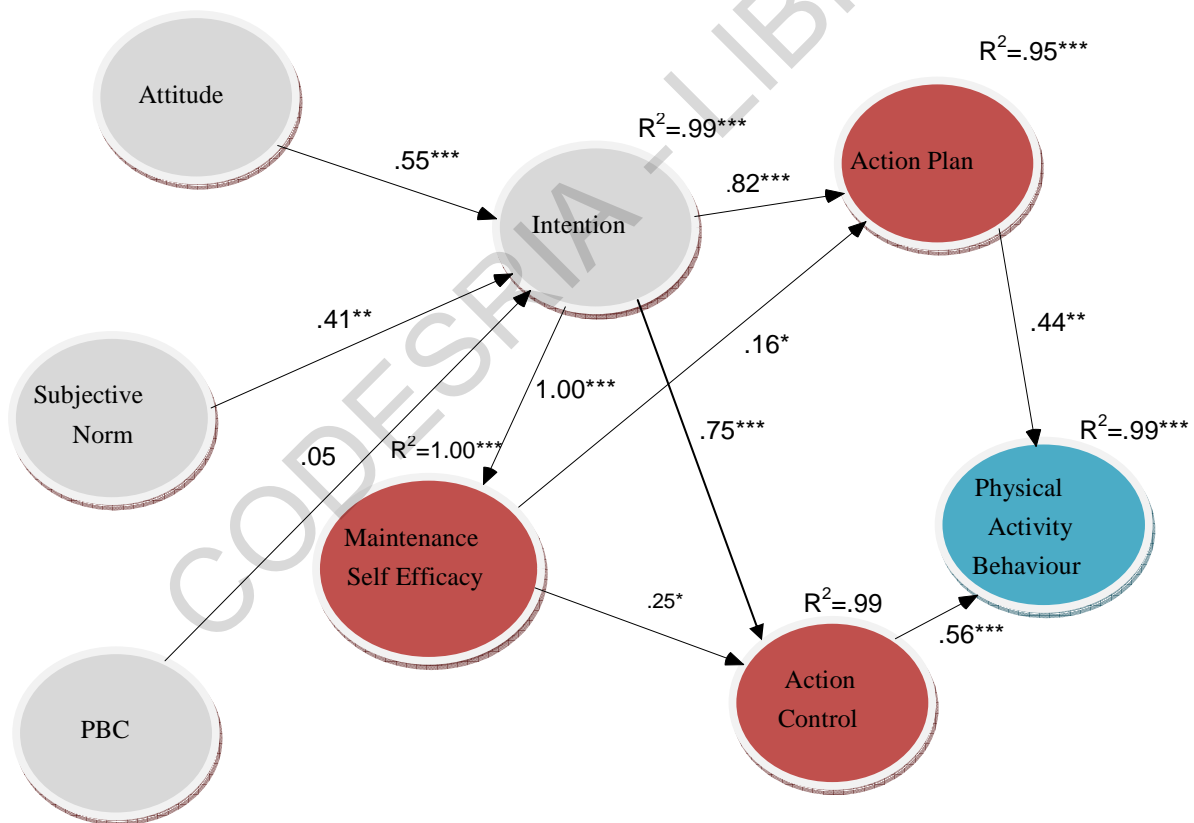 Attitude
.55***
R²=.99***
Intention
.82***
R²=.95***
Action Plan
.41**
Subjective
Norm
.16*
.44**
1.00***
.75***
R²=1.00***
.05
R²=.99***
Physical
Activity
Behaviour
Maintenance
Self Efficacy
.25*
R²=.99
.56***
Action
Control
PBC
CODESRIA - LIBR